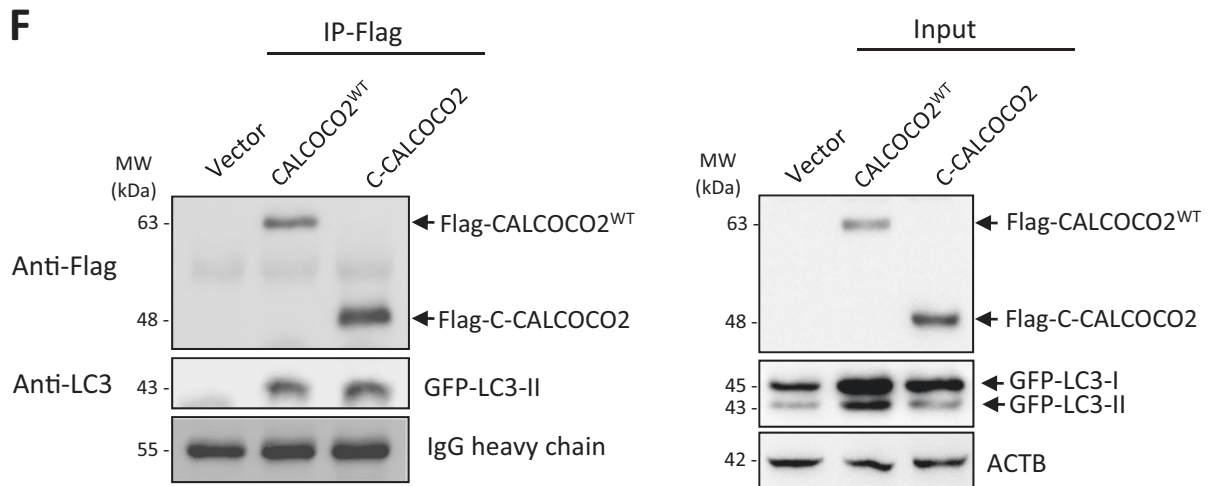 F
IP-Flag
Input
MW
(kDa)
Vector
CALCOCO2WT
C-CALCOCO2
MW
(kDa)
Vector
CALCOCO2WT
C-CALCOCO2
Anti-Flag
63 -
Flag-CALCOCO2WT
48 -
Flag-C-CALCOCO2
63 -
Flag-CALCOCO2WT
48 -
Flag-C-CALCOCO2
Anti-LC3
43 -
GFP-LC3-II
45 -
GFP-LC3-I
43 -
GFP-LC3-II
55 -
IgG heavy chain
42 -
ACTB